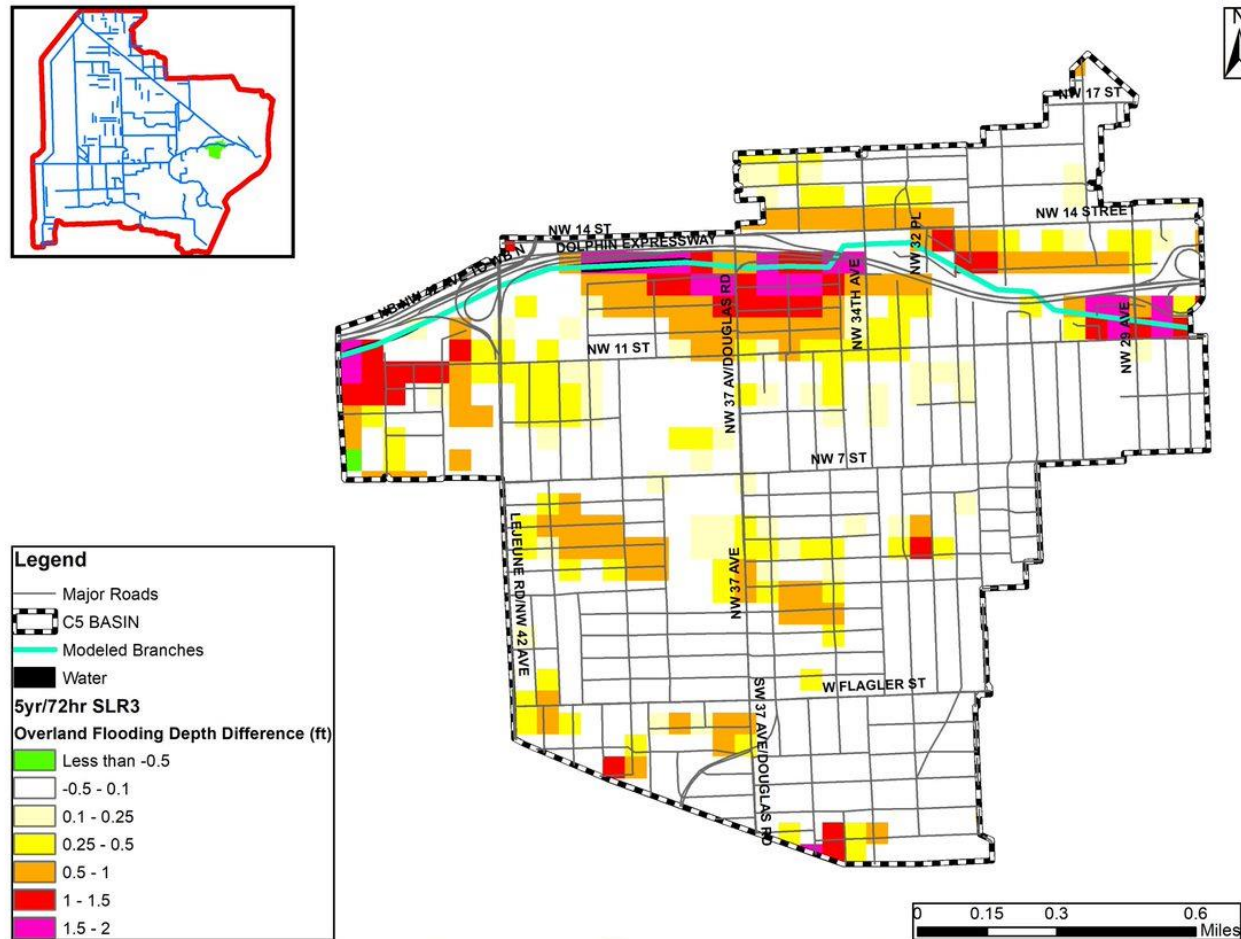 N
NW 17 ST
NW 14 STREET
NW 14 ST
DOLPHIN EXPRESSWAY
NW 32 PL
NW 34TH AVE
NW 37 AV/DOUGLAS RD
NW 29 AVE
NW 11 ST
NW 7 ST
LEJEUNE RD/NW 42 AVE
NW 37 AVE
W FLAGLER ST
SW 37 AVE/DOUGLAS RD
Legend
Major Roads
C5 BASIN
Modeled Branches
Water
5yr/72hr SLR3
Overland Flooding Depth Difference (ft)
Less than -0.5
-0.5 - 0.1
0.1 - 0.25
0.25 - 0.5
0.5 - 1
1 - 1.5
1.5 - 2
0 0.15 0.3 0.6
Miles